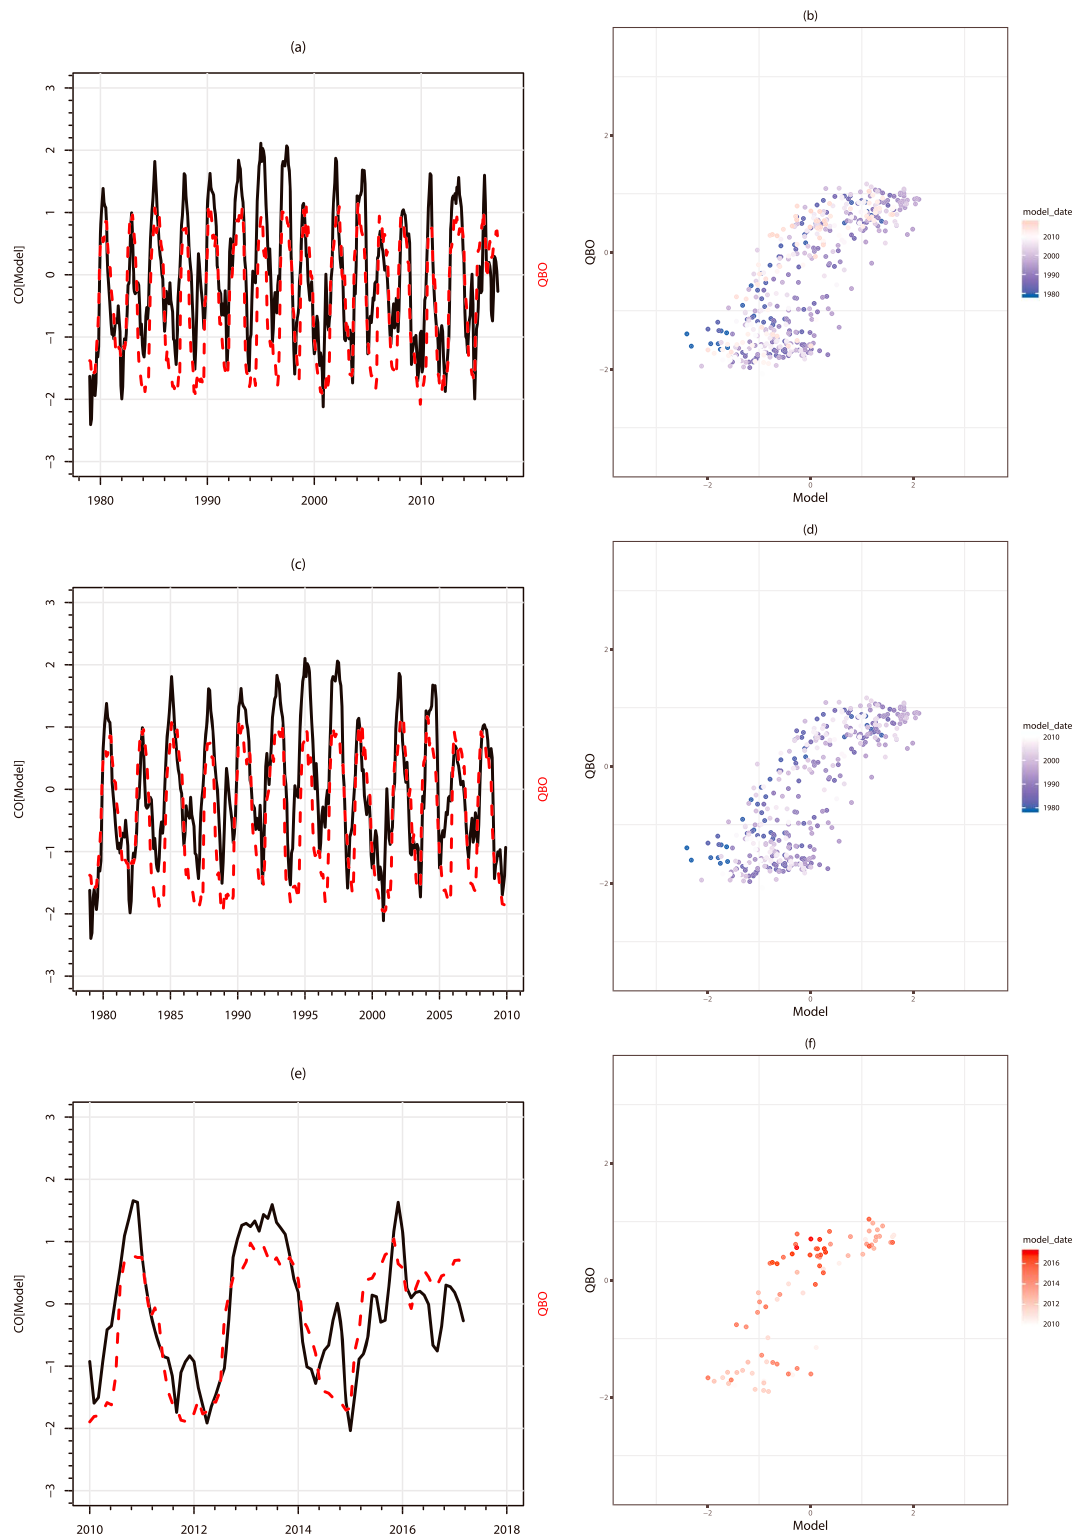 (a)
CO[Model]
3
2
1
0
−1
−2
−3
1980 1990 2000 2010
QBO
(b)
QBO
2
0
−2
−2 0 2
Model
model_date
2010
2000
1990
1980
(c)
CO[Model]
3
2
1
0
−1
−2
−3
1980 1985 1990 1995 2000 2005 2010
QBO
(d)
QBO
2
0
−2
−2 0 2
Model
model_date
2010
2000
1990
1980
(e)
CO[Model]
3
2
1
0
−1
−2
−3
2010 2012 2014 2016 2018
QBO
(f)
QBO
2
0
−2
−2 0 2
Model
model_date
2016
2014
2012
2010